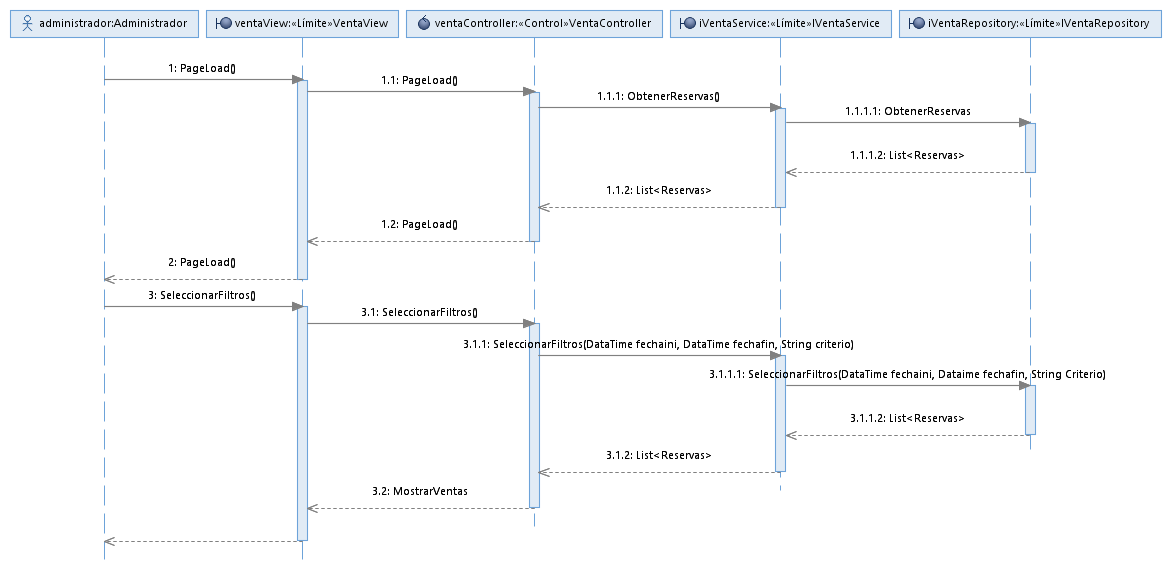 administrador:Administrador
ventaView:«Límite»VentaView
ventaController:«Control»VentaController
iVentaService:«Límite»IVentaService
iVentaRepository:«Límite»IVentaRepository
1: PageLoad()
1.1: PageLoad()
1.1.1: ObtenerReservas()
1.1.1.1: ObtenerReservas
1.1.1.2: List<Reservas>
1.1.2: List<Reservas>
1.2: PageLoad()
2: PageLoad()
3: SeleccionarFiltros()
3.1: SeleccionarFiltros()
3.1.1: SeleccionarFiltros(DataTime fechaini, DataTime fechafin, String criterio)
3.1.1.1: SeleccionarFiltros(DataTime fechaini, Dataime fechafin, String Criterio)
3.1.1.2: List<Reservas>
3.1.2: List<Reservas>
3.2: MostrarVentas